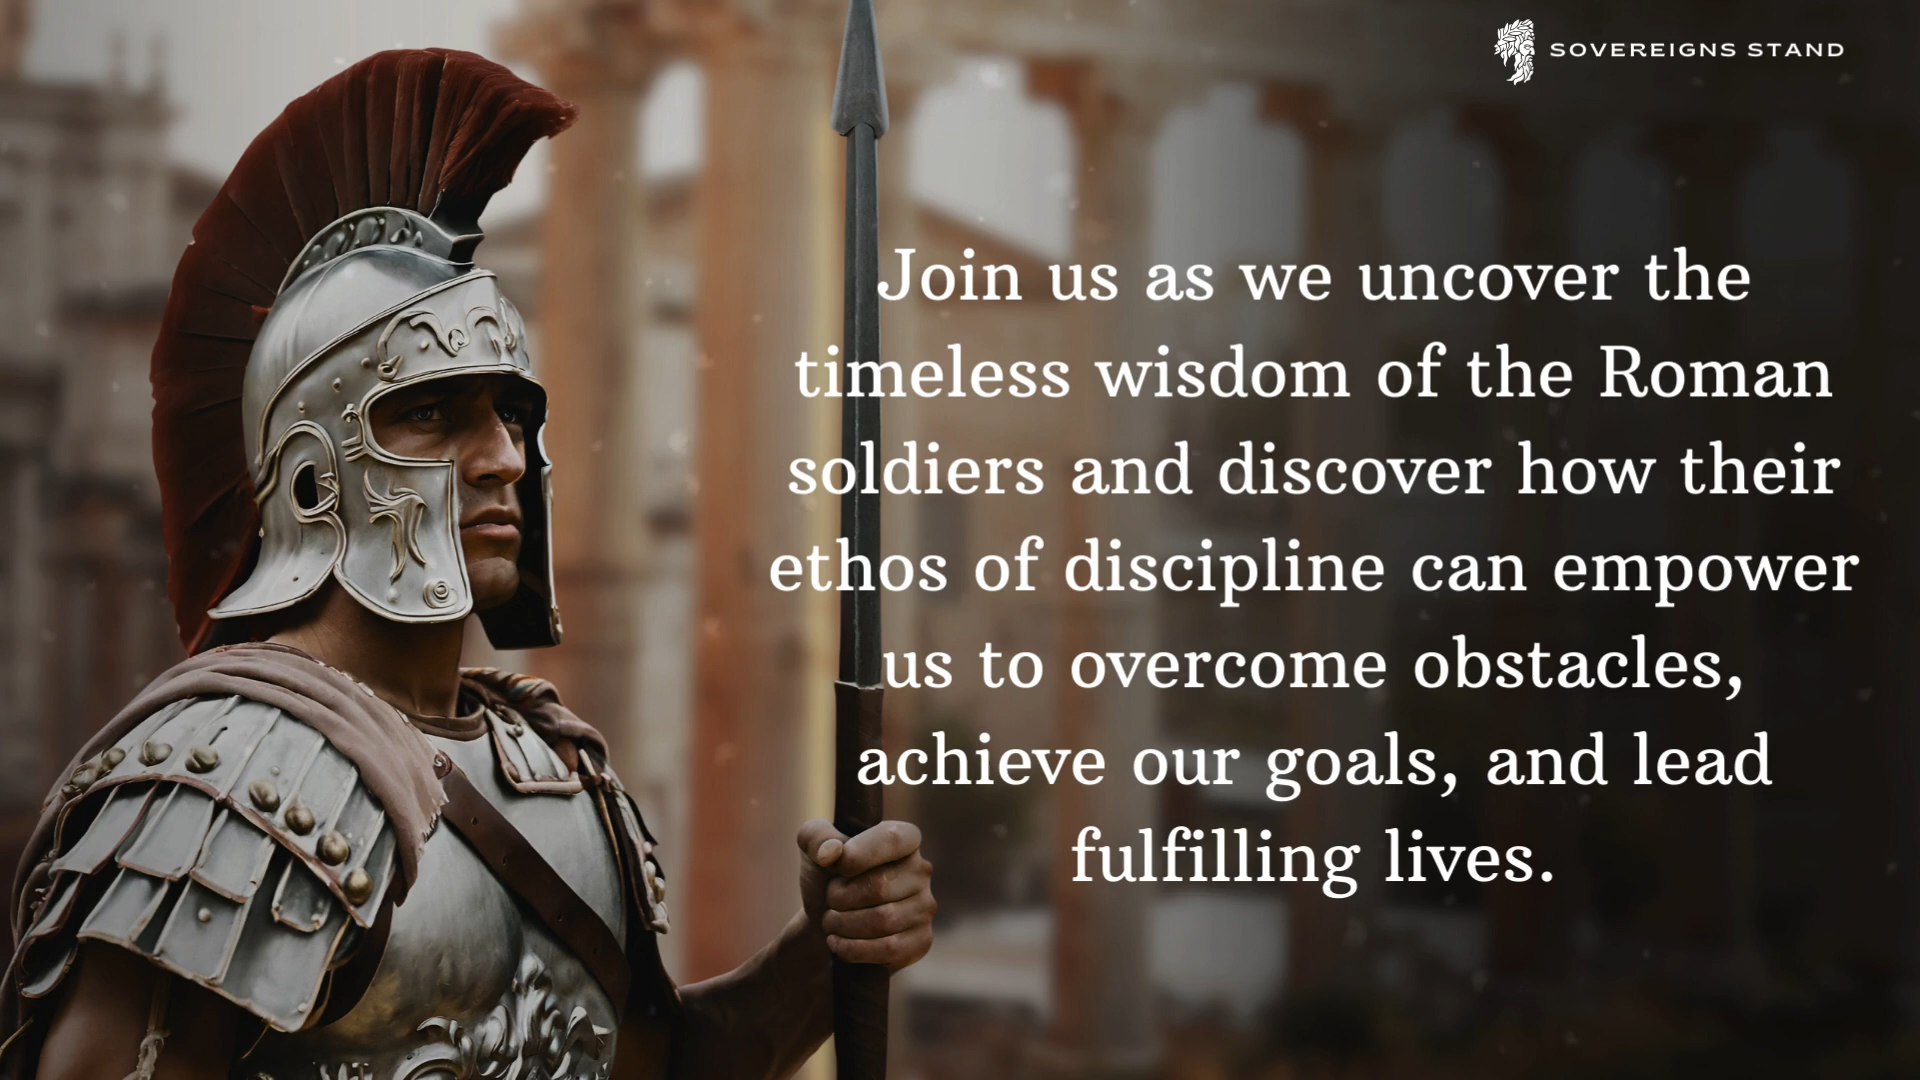 SOVEREIGNS STAND
Join us as we uncover the
timeless wisdom of the Roman
soldiers and discover how their
ethos of discipline can empower
us to overcome obstacles,
achieve our goals, and lead
fulfilling lives.